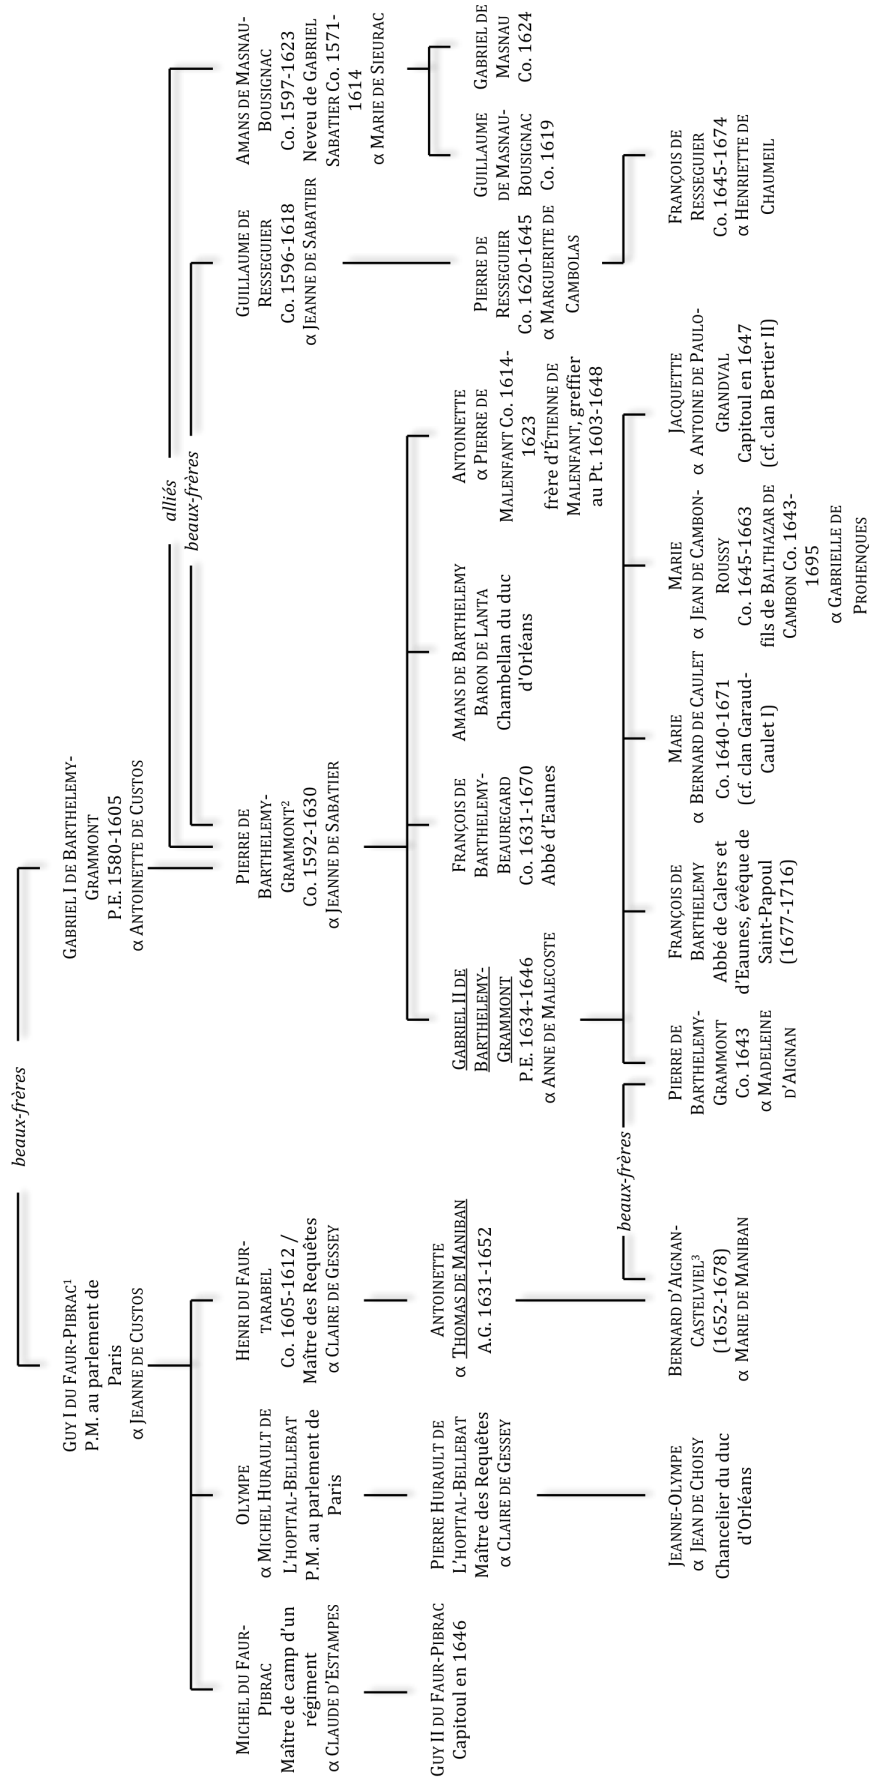 beaux-frères
GUY I DU FAUR-PIBRAC¹
P.M. au parlement de
Paris
α JEANNE DE CUSTOS
GABRIEL I DE BARTHELEMY-
GRAMMONT
P.E. 1580-1605
α ANTOINETTE DE CUSTOS
alliés
beaux-frères
MICHEL DU FAUR-
PIBRAC
Maître de camp d'un
régiment
α CLAUDE D'ESTAMPES
OLYMPE
α MICHEL HURAULT DE
L'HOPITAL-BELLEBAT
P.M. au parlement de
Paris
HENRI DU FAUR-
TARABEL
Co. 1605-1612 /
Maître des Requêtes
α CLAIRE DE GESSEY
PIERRE DE
BARTHELEMY-
GRAMMONT²
Co. 1592-1630
α JEANNE DE SABATIER
GUILLAUME DE
RESSEGUIER
Co. 1596-1618
α JEANNE DE SABATIER
AMANS DE MASNAU-
BOUSIGNAC
Co. 1597-1623
Neveu de GABRIEL
SABATIER Co. 1571-
1614
α MARIE DE SIEURAC
GUY II DU FAUR-PIBRAC
Capitoul en 1646
PIERRE HURAULT DE
L'HOPITAL-BELLEBAT
Maître des Requêtes
α CLAIRE DE GESSEY
ANTOINETTE
α THOMAS DE MANIBAN
A.G. 1631-1652
GABRIEL II DE
BARTHELEMY-
GRAMMONT
P.E. 1634-1646
α ANNE DE MALECOSTE
FRANÇOIS DE
BARTHELEMY-
BEAUREGARD
Co. 1631-1670
Abbé d'Eaunes
AMANS DE BARTHELEMY
BARON DE LANTA
Chambellan du duc
d'Orléans
ANTOINETTE
α PIERRE DE
MALENFANT Co. 1614-
1623
frère d'ÉTIENNE DE
MALENFANT, greffier
au Pt. 1603-1648
PIERRE DE
RESSEGUIER
Co. 1620-1645
α MARGUERITE DE
CAMBOLAS
GUILLAUME
DE MASNAU-
BOUSIGNAC
Co. 1619
GABRIEL DE
MASNAU
Co. 1624
beaux-frères
JEANNE-OLYMPE
α JEAN DE CHOISY
Chancelier du duc
d'Orléans
BERNARD D'AIGNAN-
CASTELVIEL³
(1652-1678)
α MARIE DE MANIBAN
PIERRE DE
BARTHELEMY-
GRAMMONT
Co. 1643
α MADELEINE
D'AIGNAN
FRANÇOIS DE
BARTHELEMY
Abbé de Calers et
d'Eaunes, évêque de
Saint-Papoul
(1677-1716)
MARIE
α BERNARD DE CAULET
Co. 1640-1671
(cf. clan Garaud-
Caulet I)
MARIE
α JEAN DE CAMBON-
ROUSSY
Co. 1645-1663
fils de BALTHAZAR DE
CAMBON Co. 1643-
1695
α GABRIELLE DE
PROHENQUES
JACQUETTE
α ANTOINE DE PAULO-
GRANDVAL
Capitoul en 1647
(cf. clan Bertier II)
FRANÇOIS DE
RESSEGUIER
Co. 1645-1674
α HENRIETTE DE
CHAUMEIL